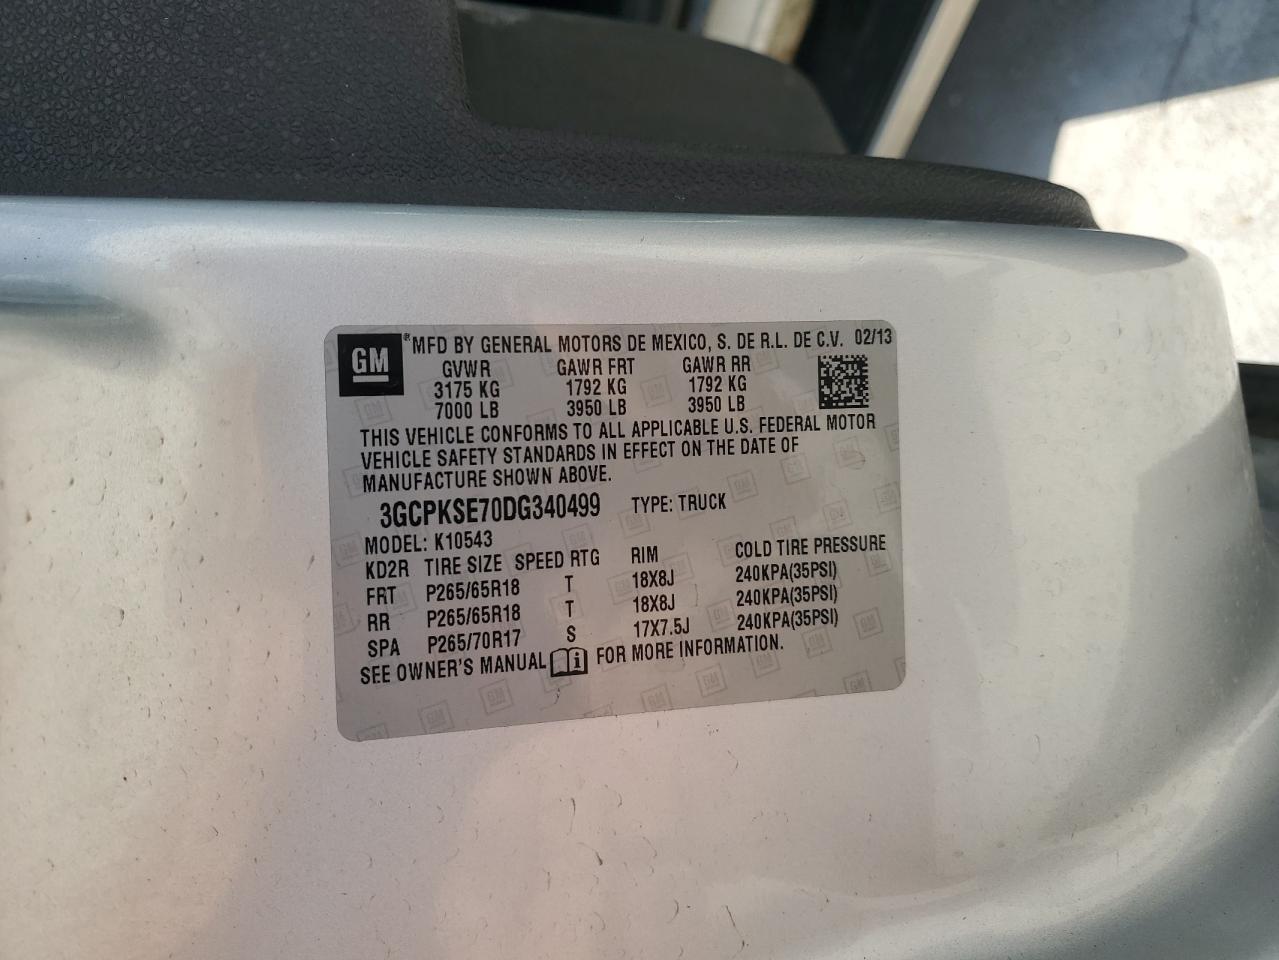 GM ® MFD BY GENERAL MOTORS DE MEXICO, S. DE R.L. DE C.V. 02/13
GVWR GAWR FRT GAWR RR
3175 KG 1792 KG 1792 KG
7000 LB 3950 LB 3950 LB
THIS VEHICLE CONFORMS TO ALL APPLICABLE U.S. FEDERAL MOTOR
VEHICLE SAFETY STANDARDS IN EFFECT ON THE DATE OF
MANUFACTURE SHOWN ABOVE.
3GCPKSE70DG340499 TYPE: TRUCK
MODEL: K10543
KD2R TIRE SIZE SPEED RTG RIM COLD TIRE PRESSURE
FRT P265/65R18 T 18X8J 240KPA(35PSI)
RR P265/65R18 T 18X8J 240KPA(35PSI)
SPA P265/70R17 S 17X7.5J 240KPA(35PSI)
SEE OWNER'S MANUAL FOR MORE INFORMATION.